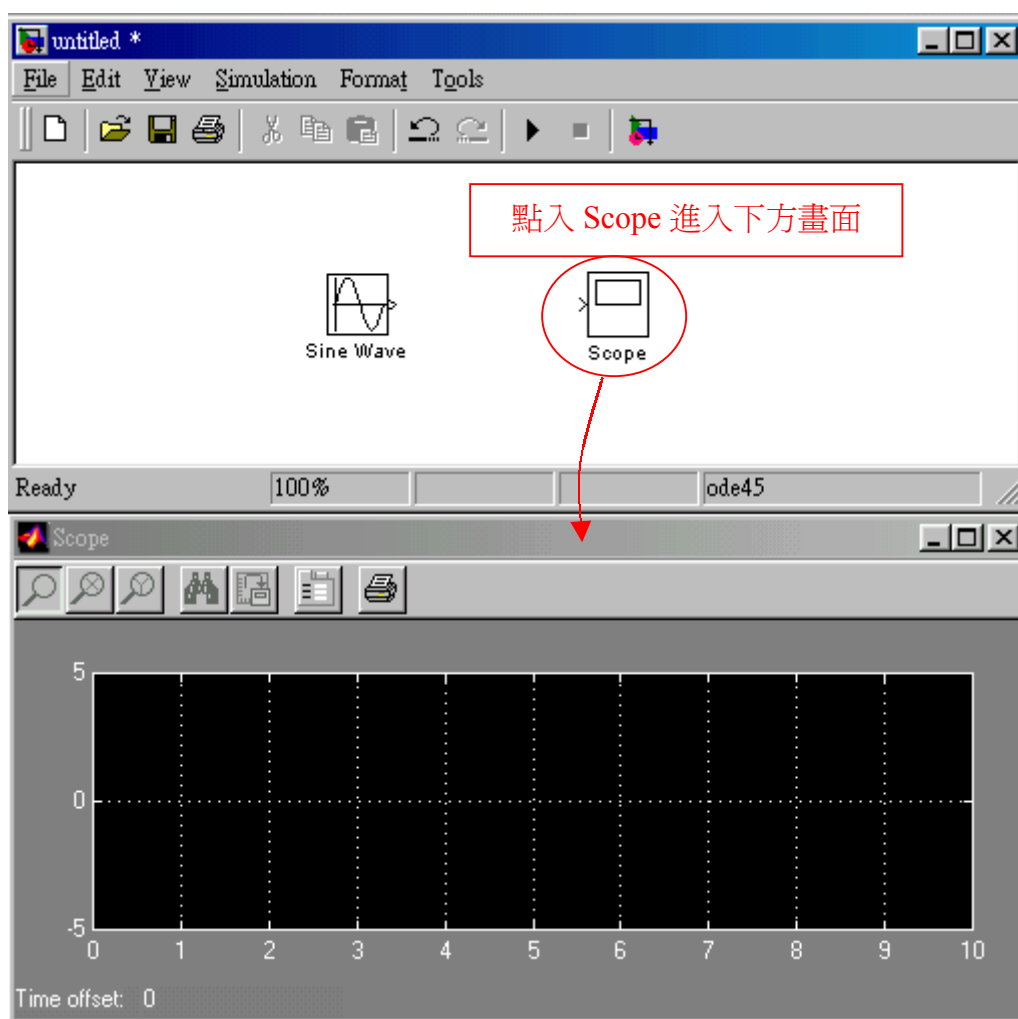 untitled *
File Edit View Simulation Format Tools
點入 Scope 進入下方畫面
Sine Wave
Scope
Ready 100% ode45
Scope
5
0
-5
0 1 2 3 4 5 6 7 8 9 10
Time offset: 0